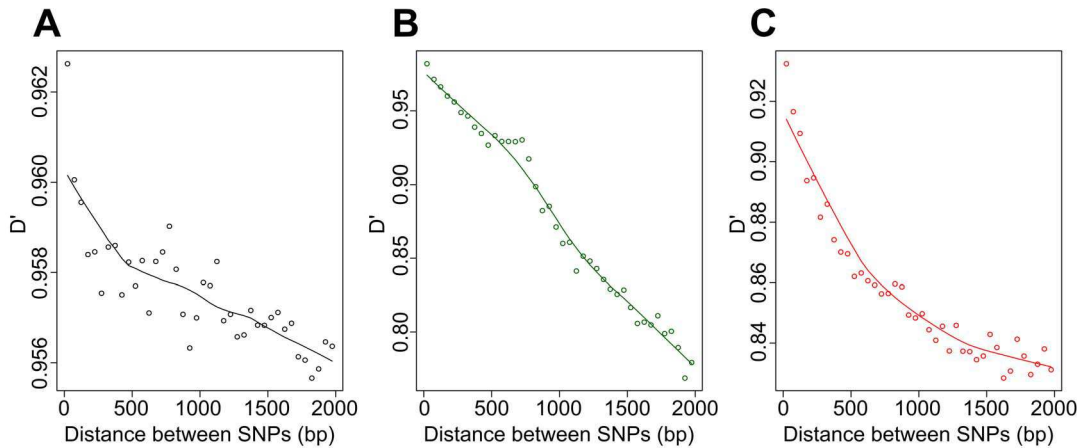 A
D'
0.956 0.958 0.960 0.962
0 500 1000 1500 2000
Distance between SNPs (bp)
B
D'
0.80 0.85 0.90 0.95
0 500 1000 1500 2000
Distance between SNPs (bp)
C
D'
0.84 0.86 0.88 0.90 0.92
0 500 1000 1500 2000
Distance between SNPs (bp)